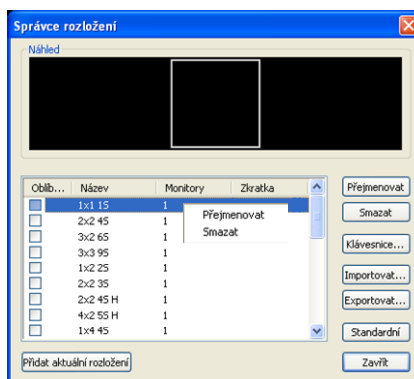 Správce rozložení
Náhled
Oblib... Název Monitory Zkratka
1x1 1S 1
2x2 4S 1
3x2 6S 1
3x3 9S 1
1x2 2S 1
2x2 3S 1
2x2 4S H 1
4x2 5S H 1
1x4 4S 1
Přejmenovat
Smazat
Přejmenovat
Smazat
Klávesnice...
Importovat...
Exportovat...
Standardní
Přidat aktuální rozložení
Zavřít